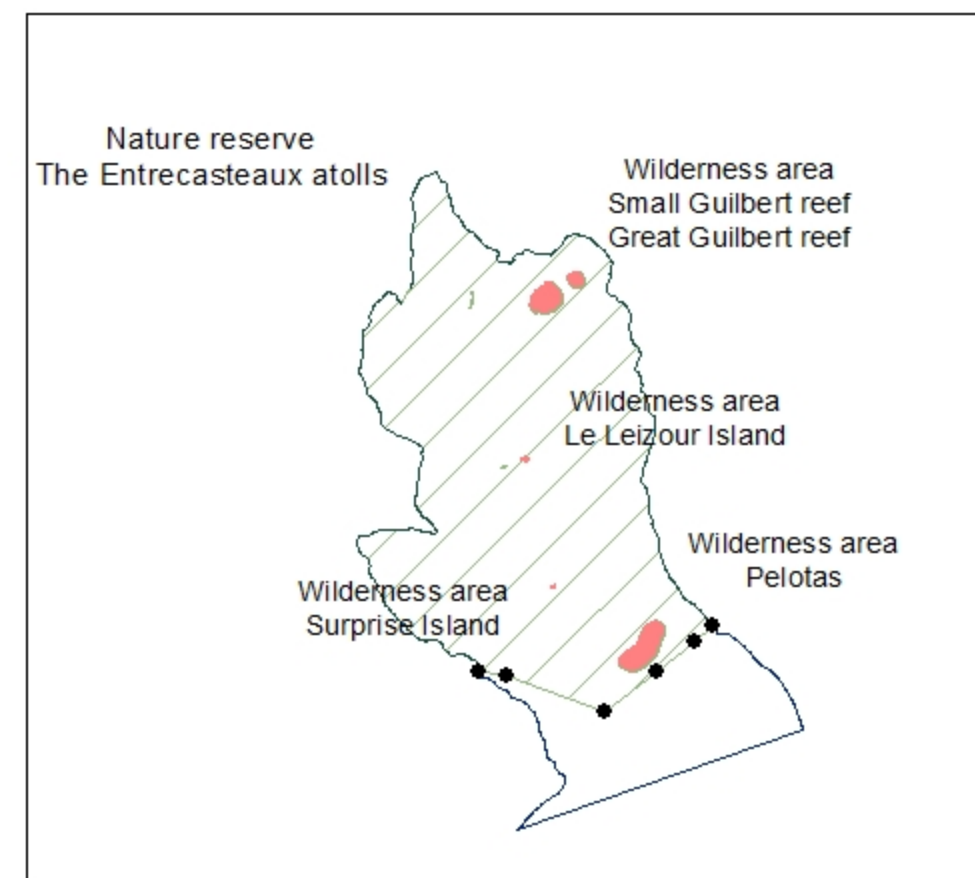 Nature reserve
The Entrecasteaux atolls
Wilderness area
Small Guilbert reef
Great Guilbert reef
Wilderness area
Le Leizour Island
Wilderness area
Pelotas
Wilderness area
Surprise Island